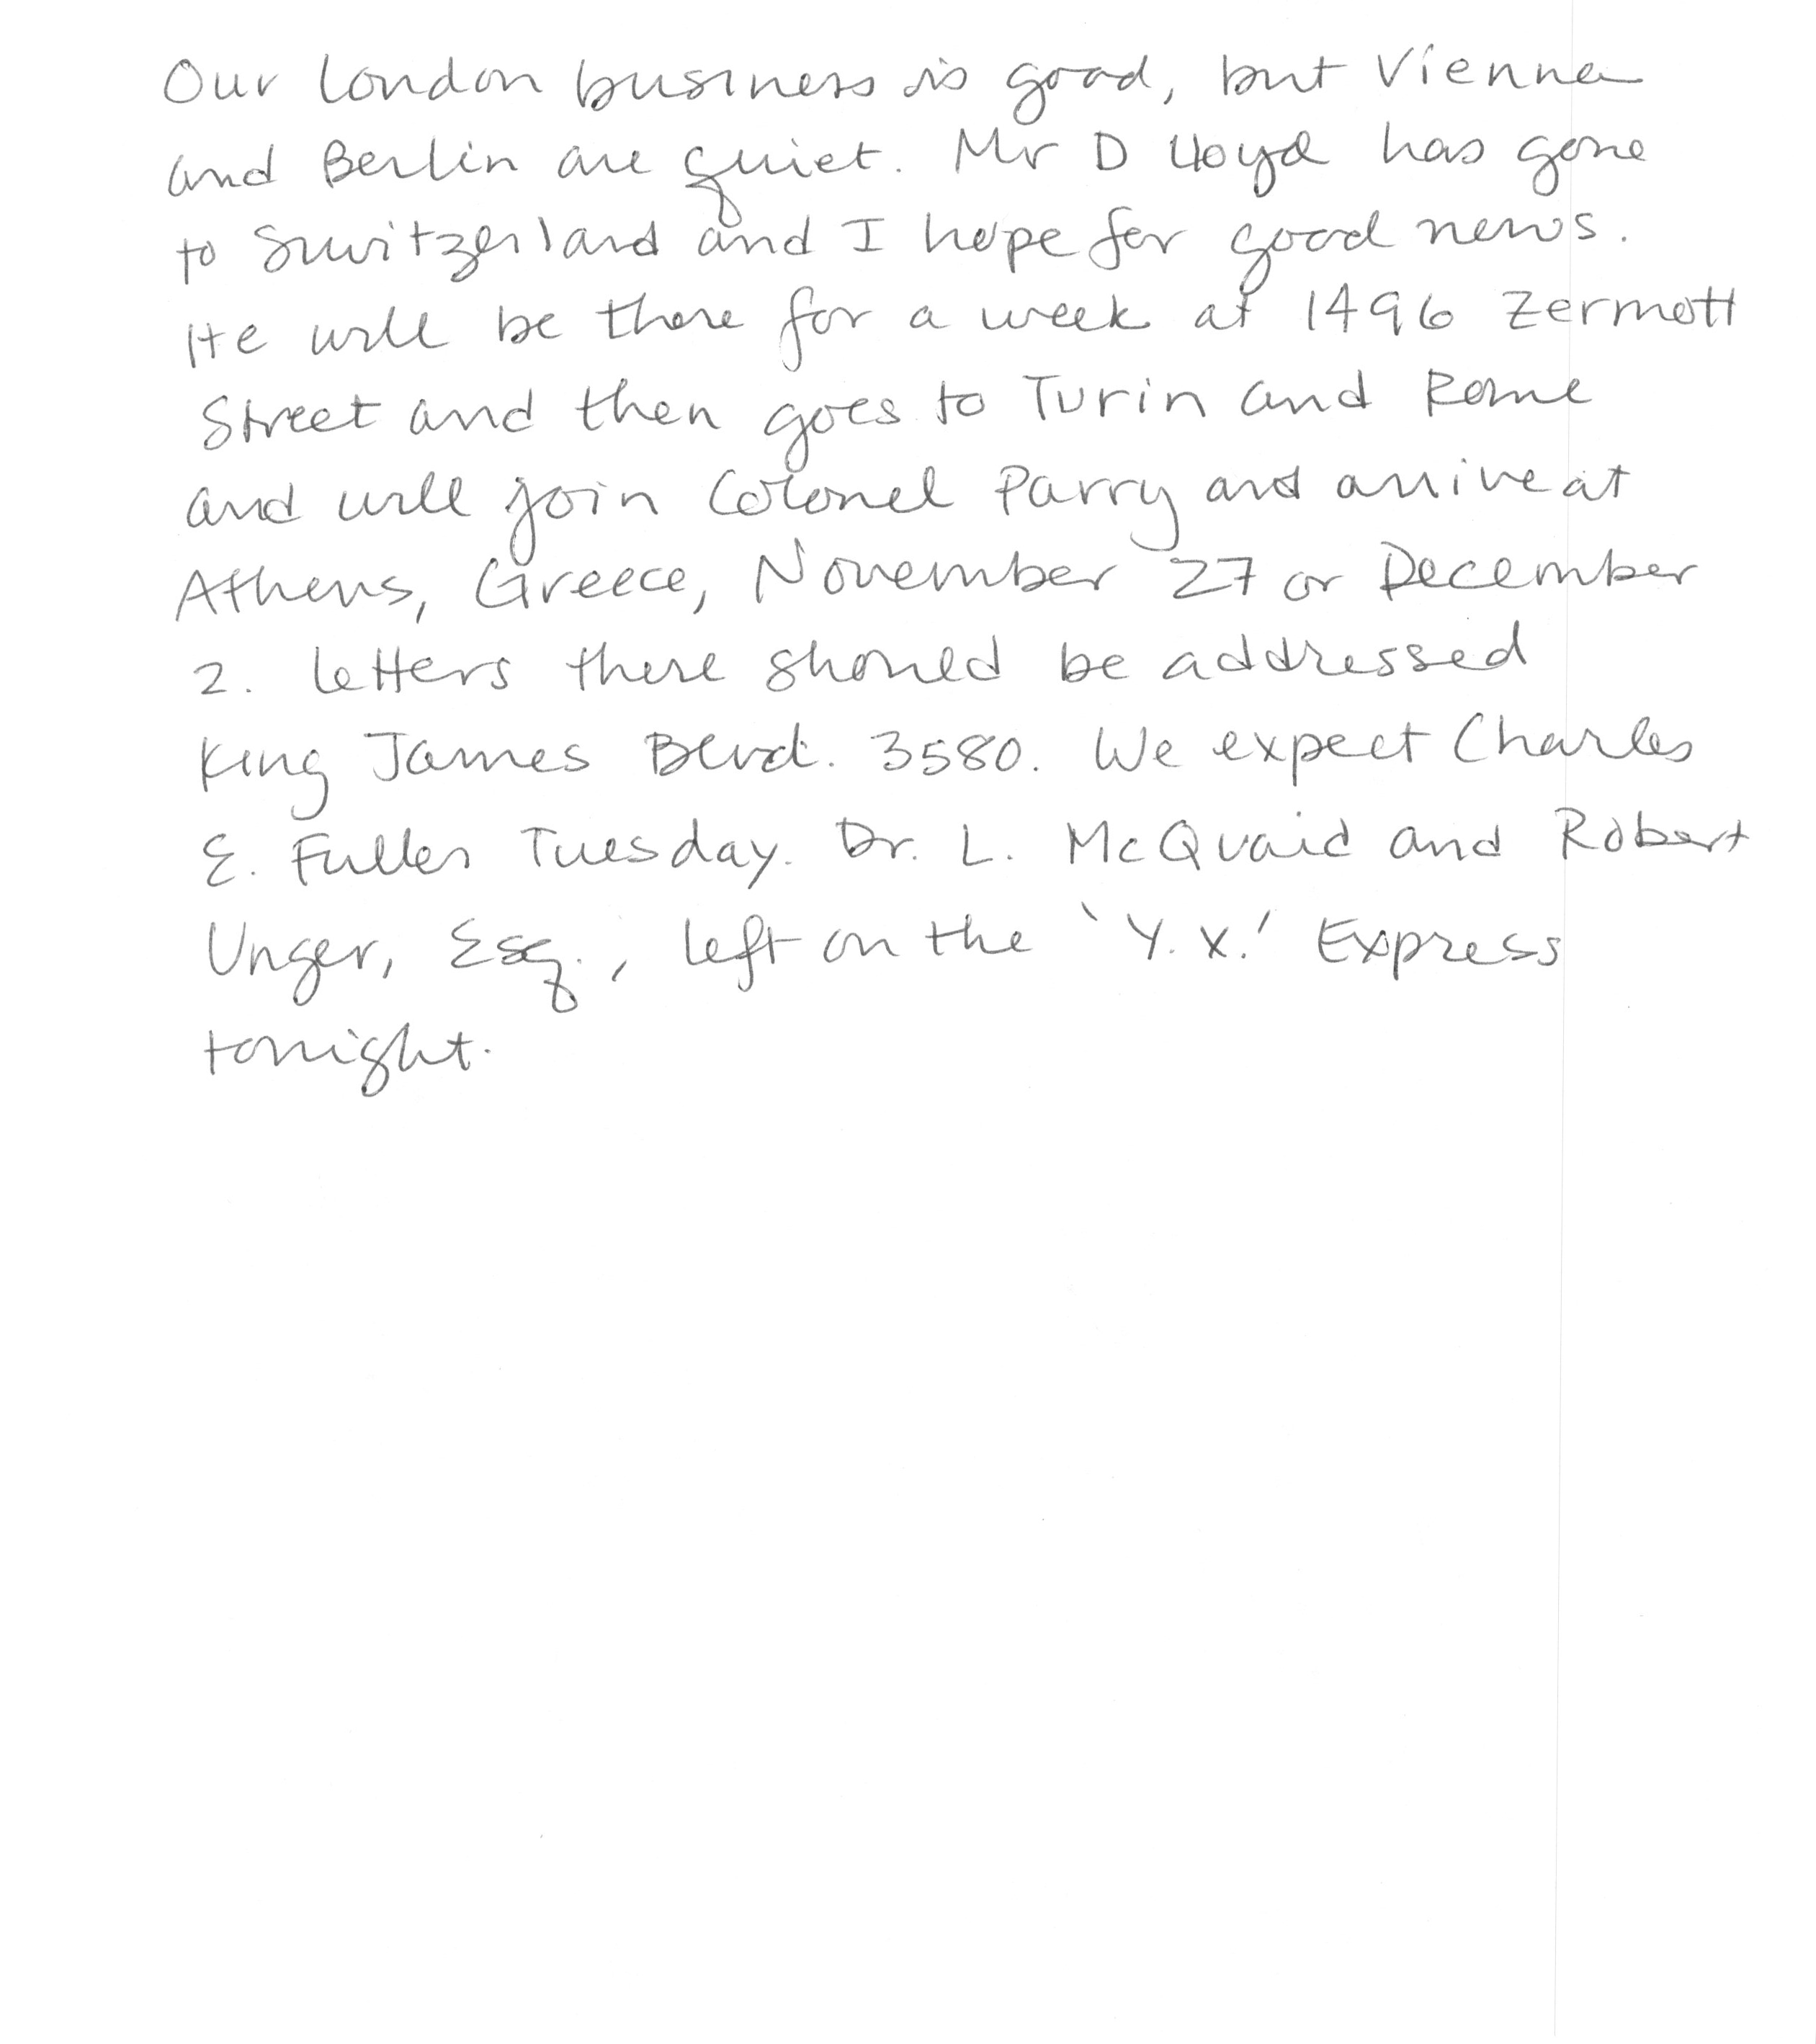 Our London business is good, but Vienna
and Berlin are quiet. Mr D Lloyd has gone
to Switzerland and I hope for good news.
He will be there for a week at 1496 Zermott
Street and then goes to Turin and Rome
and will join Colonel Parry and arrive at
Athens, Greece, November 27 or December
2. Letters there should be addressed
King James Blvd. 3580. We expect Charles
E. Fuller Tuesday. Dr. L. McQuaid and Robert
Unger, Esq., left on the 'Y.X.' Express
tonight.